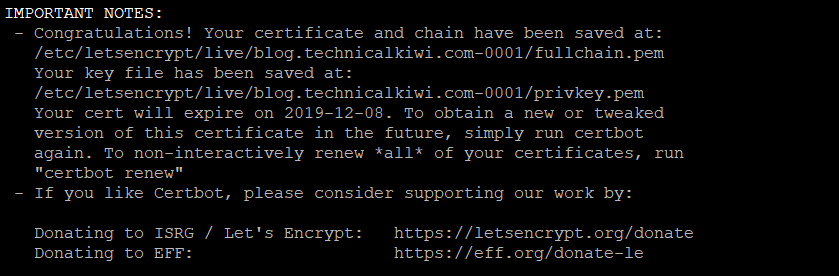 IMPORTANT NOTES:
- Congratulations! Your certificate and chain have been saved at:
/etc/letsencrypt/live/blog.technicalkiwi.com-0001/fullchain.pem
Your key file has been saved at:
/etc/letsencrypt/live/blog.technicalkiwi.com-0001/privkey.pem
Your cert will expire on 2019-12-08. To obtain a new or tweaked
version of this certificate in the future, simply run certbot
again. To non-interactively renew *all* of your certificates, run
"certbot renew"
- If you like Certbot, please consider supporting our work by:
Donating to ISRG / Let's Encrypt:   https://letsencrypt.org/donate
Donating to EFF:                    https://eff.org/donate-le